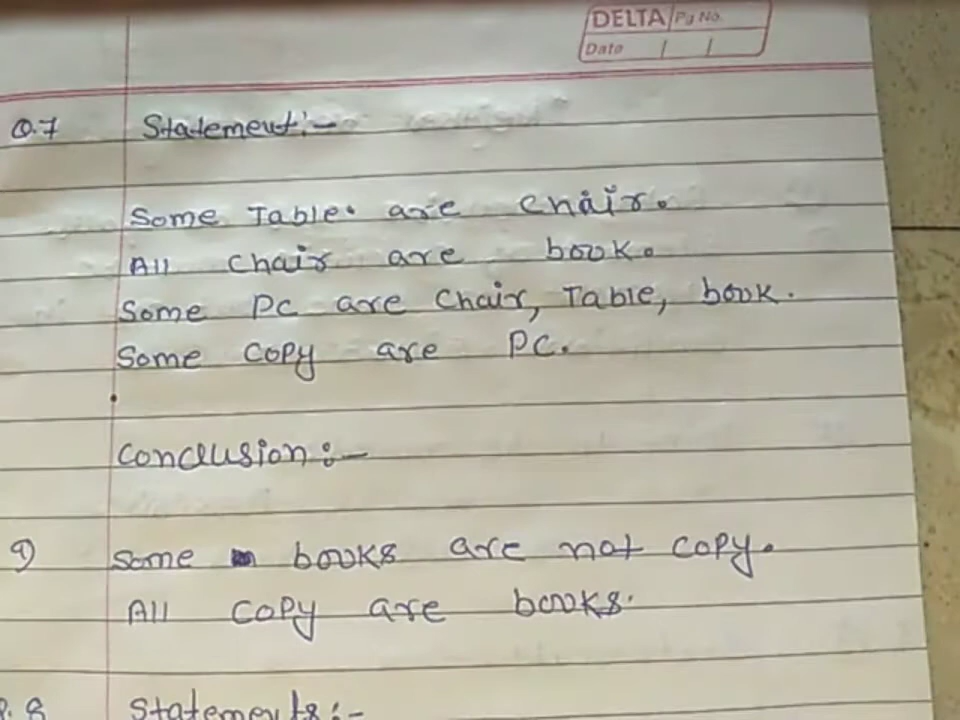 DELTA Pg No.
Date / /
Q.7 Statement:-
Some Table. are chair.
All chair are book.
Some PC are Chair, Table, book.
Some copy are PC.
Conclusion:-
a) Some books are not copy.
All copy are books.
Q.8 Statements:-